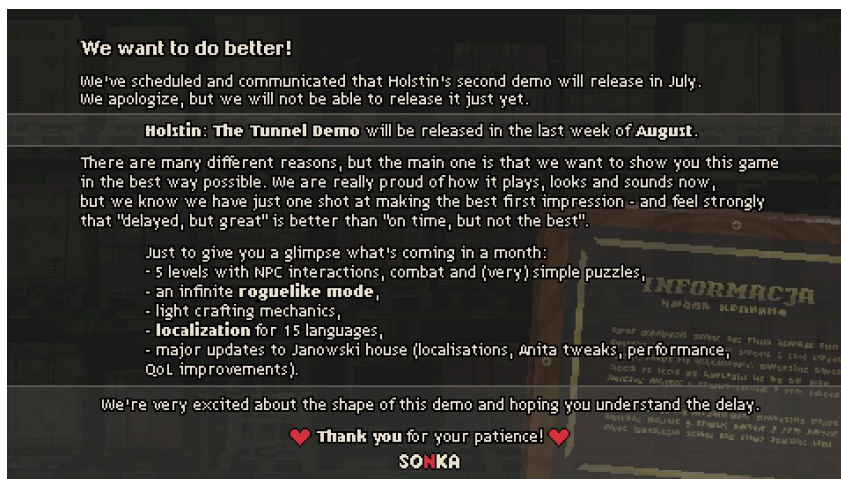 We want to do better!
We've scheduled and communicated that Holstin's second demo will release in July.
We apologize, but we will not be able to release it just yet.
Holstin: The Tunnel Demo will be released in the last week of August.
There are many different reasons, but the main one is that we want to show you this game
in the best way possible. We are really proud of how it plays, looks and sounds now,
but we know we have just one shot at making the best first impression - and feel strongly
that "delayed, but great" is better than "on time, but not the best".
Just to give you a glimpse what's coming in a month:
- 5 levels with NPC interactions, combat and (very) simple puzzles,
- an infinite roguelike mode,
- light crafting mechanics,
- localization for 15 languages,
- major updates to Janowski house (localisations, Anita tweaks, performance,
QoL improvements).
INFORMACJA
We're very excited about the shape of this demo and hoping you understand the delay.
Thank you for your patience!
SONKA